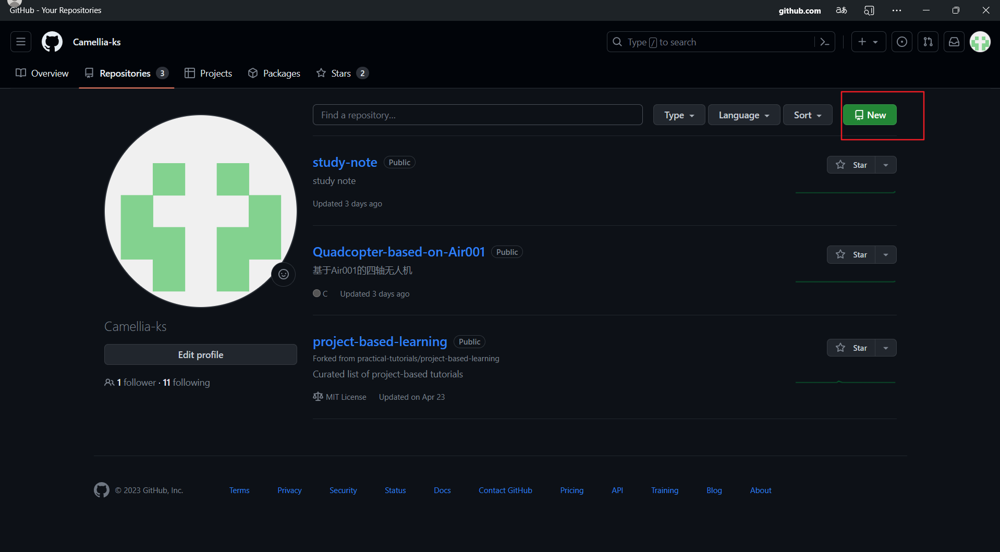 GitHub - Your Repositories
github.com
aあ
Camellia-ks
Type / to search
Overview
Repositories 3
Projects
Packages
Stars 2
Find a repository...
Type
Language
Sort
New
study-note Public
Star
study note
Updated 3 days ago
Quadcopter-based-on-Air001 Public
Star
基于Air001的四轴无人机
C Updated 3 days ago
Camellia-ks
Edit profile
1 follower · 11 following
project-based-learning Public
Star
Forked from practical-tutorials/project-based-learning
Curated list of project-based tutorials
MIT License Updated on Apr 23
© 2023 GitHub, Inc.
Terms
Privacy
Security
Status
Docs
Contact GitHub
Pricing
API
Training
Blog
About